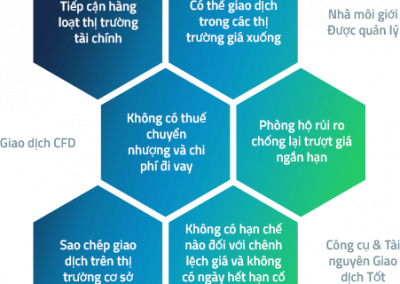 Tiếp cận hàng
loạt thị trường
tài chính
Có thể giao dịch
trong các thị
trường giá xuống
Nhà môi giới
Được quản lý
Giao dịch CFD
Không có thuế
chuyển
nhượng và chi
phí đi vay
Phòng hộ rủi ro
chống lại trượt giá
ngắn hạn
Sao chép giao
dịch trên thị
trường cơ sở
Không có hạn chế
nào đối với chênh
lệch giá và không
có ngày hết hạn cố
Công cụ & Tài
nguyên Giao
dịch Tốt